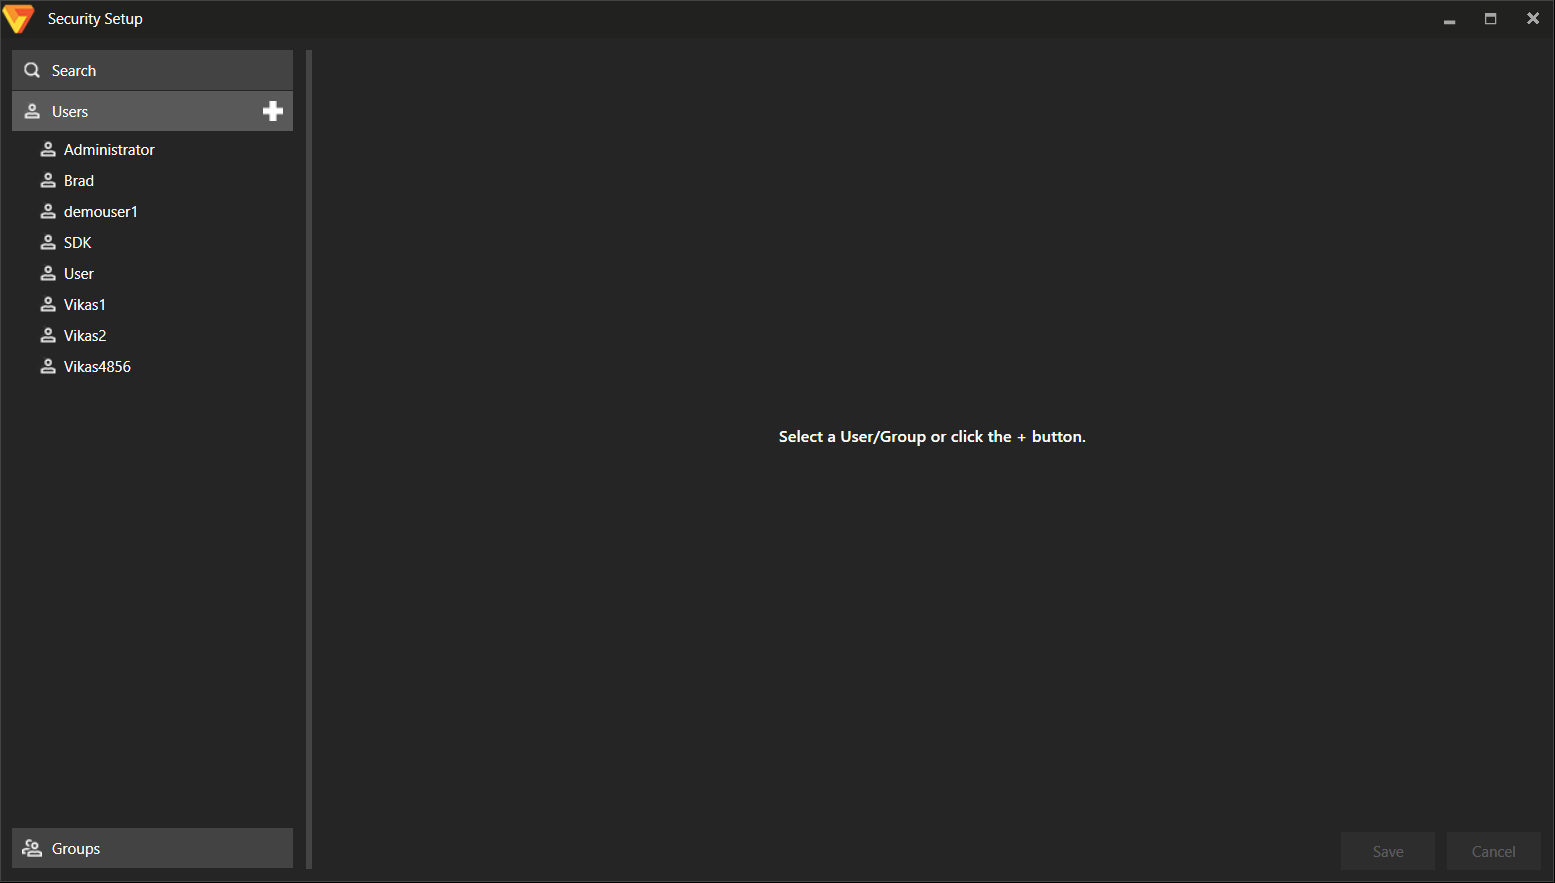 Security Setup
Search
Users
Administrator
Brad
demouser1
SDK
User
Vikas1
Vikas2
Vikas4856
Select a User/Group or click the + button.
Groups
Save
Cancel